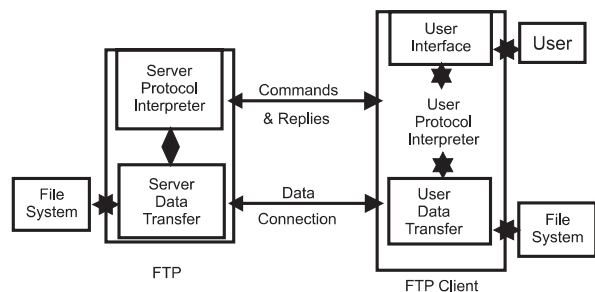 Server
Protocol
Interpreter
Server
Data
Transfer
File
System
FTP
Commands
& Replies
Data
Connection
User
Interface
User
Protocol
Interpreter
User
Data
Transfer
User
File
System
FTP Client